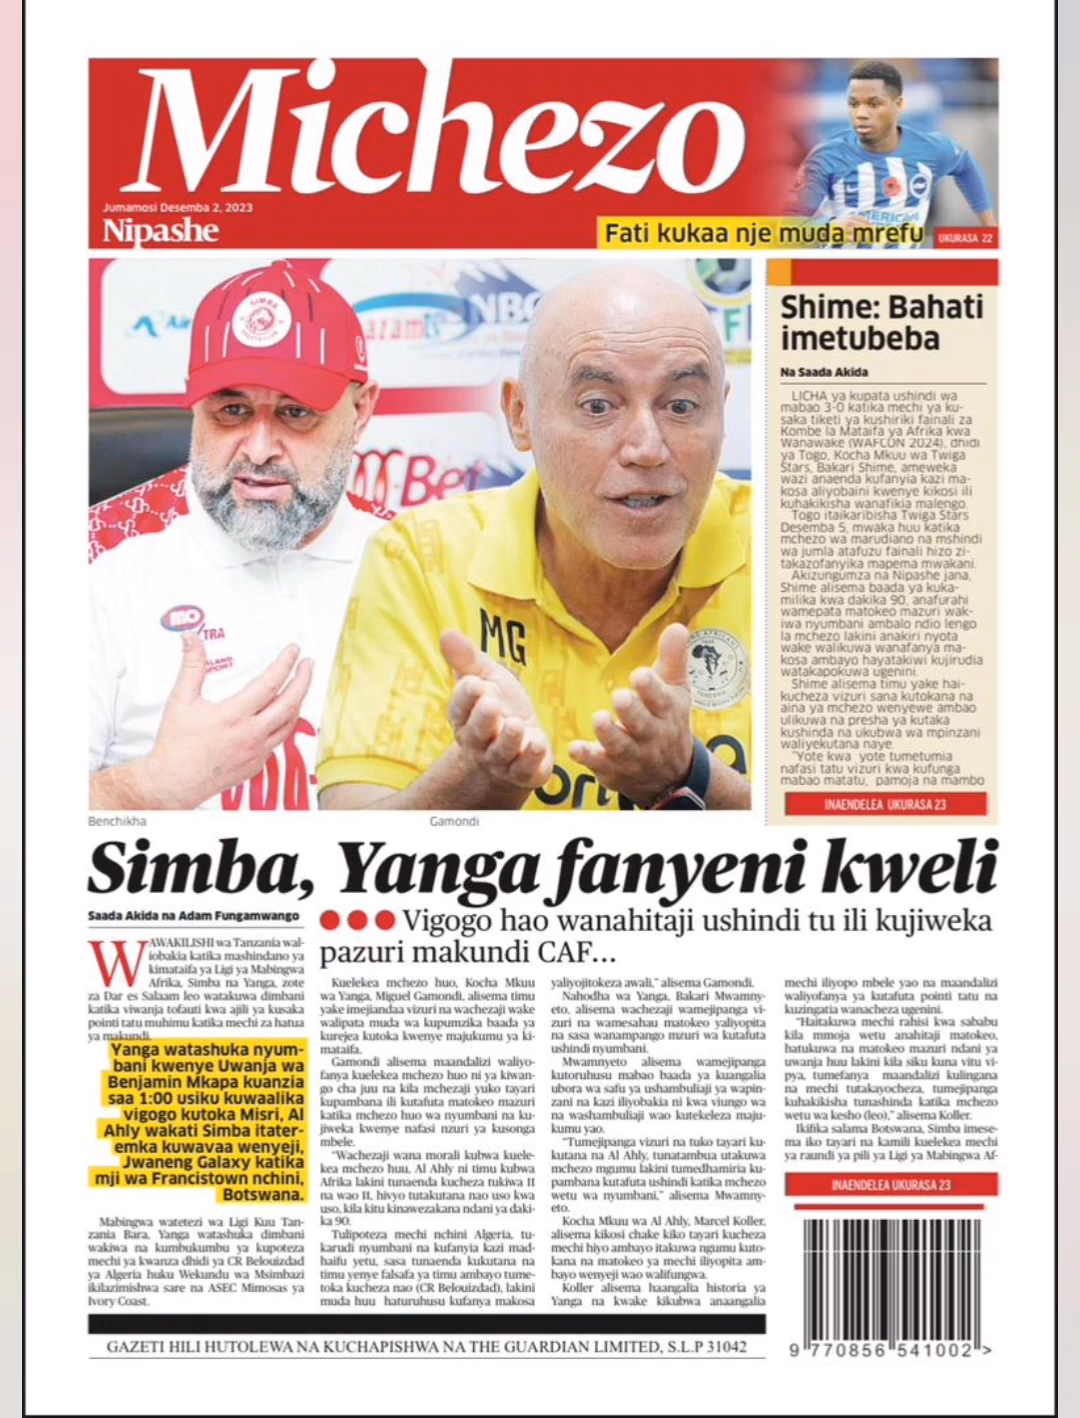 Michezo
Jumamosi Desemba 2, 2023
Nipashe
Fati kukaa nje muda mrefu
UKURASA 22
AMERICAN
SIMBA
NBC
Bet
MO
XTRA
MG
Benchikha
Gamondi
Shime: Bahati
imetubeba
Na Saada Akida
LICHA ya kupata ushindi wa
mabao 3-0 katika mechi ya ku-
saka tiketi ya kushiriki fainali za
Kombe la Mataifa ya Afrika kwa
Wanawake (WAFCON 2024), dhidi
ya Togo, Kocha Mkuu wa Twiga
Stars, Bakari Shime, ameweka
wazi anaenda kufanyia kazi ma-
kosa aliyobaini kwenye kikosi ili
kuhakikisha wanafikia malengo.
Togo itaikaribisha Twiga Stars
Desemba 5, mwaka huu katika
mchezo wa marudiano na mshindi
wa jumla atafuzu fainali hizo zi-
takazofanyika mapema mwakani.
Akizungumza na Nipashe jana,
Shime alisema baada ya kuka-
milika kwa dakika 90, anafurahi
wamepata matokeo mazuri wak-
iwa nyumbani ambalo ndio lengo
la mchezo lakini anakiri nyota
wake walikuwa wanafanya ma-
kosa ambayo hayatakiwi kujirudia
watakapokuwa ugenini.
Shime alisema timu yake hai-
kucheza vizuri sana kutokana na
aina ya mchezo wenyewe ambao
ulikuwa na presha ya kutaka
kushinda na ukubwa wa mpinzani
waliyekutana naye.
"Yote kwa yote tumetumia
nafasi tatu vizuri kwa kufunga
mabao matatu, pamoja na mambo
INAENDELEA UKURASA 23
Simba, Yanga fanyeni kweli
Vigogo hao wanahitaji ushindi tu ili kujiweka
pazuri makundi CAF...
Saada Akida na Adam Fungamwango
WAWAKILISHI wa Tanzania wal-
iobakia katika mashindano ya
kimataifa ya Ligi ya Mabingwa
Afrika, Simba na Yanga, zote
za Dar es Salaam leo watakuwa dimbani
katika viwanja tofauti kwa ajili ya kusaka
pointi tatu muhimu katika mechi za hatua
ya makundi.
Yanga watashuka nyum-
bani kwenye Uwanja wa
Benjamin Mkapa kuanzia
saa 1:00 usiku kuwaalika
vigogo kutoka Misri, Al
Ahly wakati Simba itater-
emka kuwavaa wenyeji,
Jwaneng Galaxy katika
mji wa Francistown nchini,
Botswana.
Mabingwa watetezi wa Ligi Kuu Tan-
zania Bara, Yanga watashuka dimbani
wakiwa na kumbukumbu ya kupoteza
mechi ya kwanza dhidi ya CR Belouizdad
ya Algeria huku Wekundu wa Msimbazi
ikilazimishwa sare na ASEC Mimosas ya
Ivory Coast.
Kuelekea mchezo huo, Kocha Mkuu
wa Yanga, Miguel Gamondi, alisema timu
yake imejiandaa vizuri na wachezaji wake
walipata muda wa kupumzika baada ya
kurejea kutoka kwenye majukumu ya ki-
mataifa.
Gamondi alisema maandalizi waliyo-
fanya kuelekea mchezo huo ni ya kiwan-
go cha juu na kila mchezaji yuko tayari
kupambana ili kutafuta matokeo mazuri
katika mchezo huo wa nyumbani na ku-
jiweka kwenye nafasi nzuri ya kusonga
mbele.
"Wachezaji wana morali kubwa kuele-
kea mchezo huu, Al Ahly ni timu kubwa
Afrika lakini tunaenda kucheza tukiwa 11
na wao 11, hivyo tutakutana nao uso kwa
uso, kila kitu kinawezakana ndani ya daki-
ka 90.
Tulipoteza mechi nchini Algeria, tu-
karudi nyumbani na kufanyia kazi mad-
haifu yetu, sasa tunaenda kukutana na
timu yenye falsafa ya timu ambayo tume-
toka kucheza nao (CR Belouizdad), lakini
muda huu haturuhusu kufanya makosa
yaliyojitokeza awali," alisema Gamondi.
Nahodha wa Yanga, Bakari Mwamny-
eto, alisema wachezaji wamejipanga vi-
zuri na wamesahau matokeo yaliyopita
na sasa wanampango mzuri wa kutafuta
ushindi nyumbani.
Mwamnyeto alisema wamejipanga
kutoruhusu mabao baada ya kuangalia
ubora wa safu ya ushambuliaji ya wapin-
zani na kazi iliyobakia ni kwa viungo wa
na washambuliaji wao kutekeleza maju-
kumu yao.
"Tumejipanga vizuri na tuko tayari ku-
kutana na Al Ahly, tunatambua utakuwa
mchezo mgumu lakini tumedhamiria ku-
pambana kutafuta ushindi katika mchezo
wetu wa nyumbani," alisema Mwamny-
eto.
Kocha Mkuu wa Al Ahly, Marcel Koller,
alisema kikosi chake kiko tayari kucheza
mechi hiyo ambayo itakuwa ngumu kuto-
kana na matokeo ya mechi iliyopita am-
bayo wenyeji wao walifungwa.
Koller alisema haangalia historia ya
Yanga na kwake kikubwa anaangalia
mechi iliyopo mbele yao na maandalizi
waliyofanya ya kutafuta pointi tatu na
kuzingatia wanacheza ugenini.
"Haitakuwa mechi rahisi kwa sababu
kila mmoja wetu anahitaji matokeo,
hatukuwa na matokeo mazuri ndani ya
uwanja huu lakini kila siku kuna vitu vi-
pya, tumefanya maandalizi kulingana
na mechi tutakayocheza, tumejipanga
kuhakikisha tunashinda katika mchezo
wetu wa kesho (leo)," alisema Koller.
Ikifika salama Botswana, Simba imese-
ma iko tayari na kamili kuelekea mechi
ya raundi ya pili ya Ligi ya Mabingwa Af-
INAENDELEA UKURASA 23
GAZETI HILI HUTOLEWA NA KUCHAPISHWA NA THE GUARDIAN LIMITED, S.L.P 31042
9 770856 541002 >